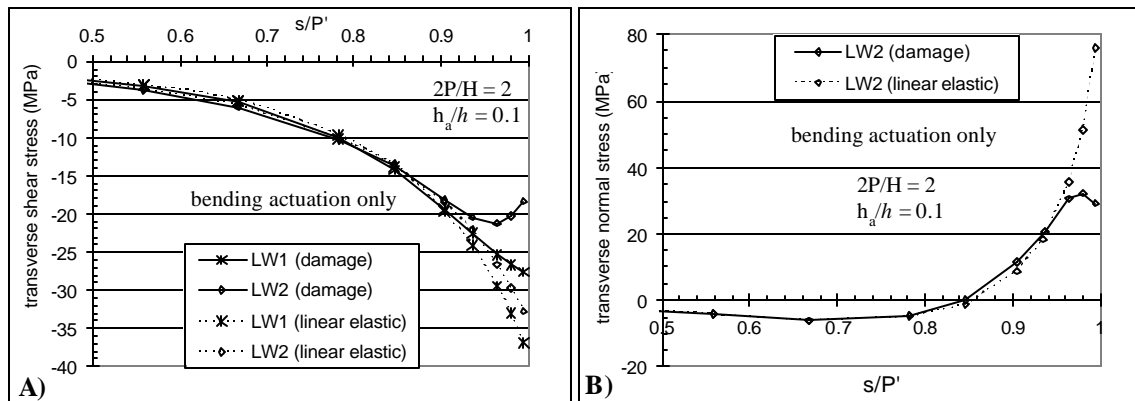 s/P'
0.5 0.6 0.7 0.8 0.9 1
0
-5
-10
-15
-20
-25
-30
-35
-40
transverse shear stress (MPa)
2P/H = 2
hₐ/h = 0.1
bending actuation only
LW1 (damage)
LW2 (damage)
LW1 (linear elastic)
LW2 (linear elastic)
A)
80
60
40
20
0
-20
transverse normal stress (MPa)
LW2 (damage)
LW2 (linear elastic)
bending actuation only
2P/H = 2
hₐ/h = 0.1
0.5 0.6 0.7 0.8 0.9 1
s/P'
B)